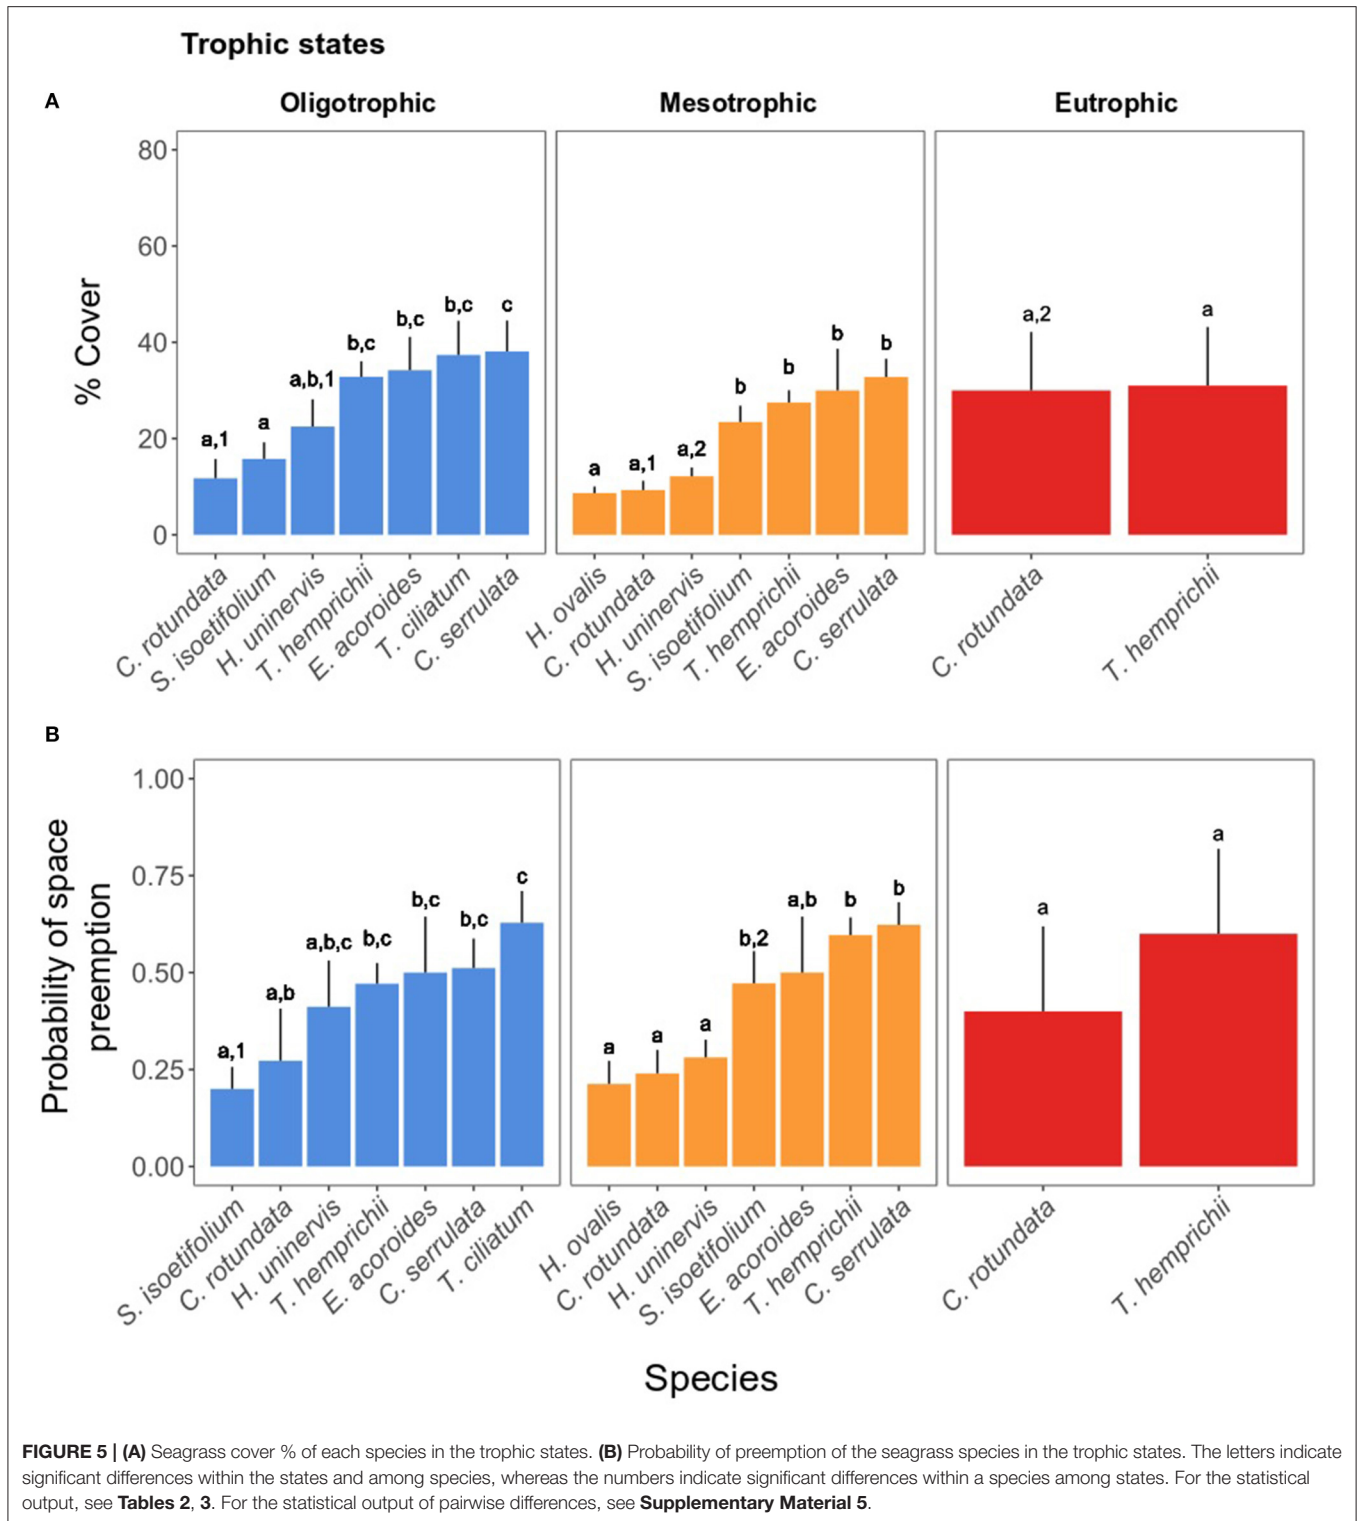 Trophic states
A
Oligotrophic
Mesotrophic
Eutrophic
% Cover
80
60
40
20
0
a,1
a
a,b,1
b,c
b,c
b,c
c
a
a,1
a,2
b
b
b
b
a,2
a
C. rotundata
S. isoetifolium
H. uninervis
T. hemprichii
E. acoroides
T. ciliatum
C. serrulata
H. ovalis
C. rotundata
H. uninervis
S. isoetifolium
T. hemprichii
E. acoroides
C. serrulata
C. rotundata
T. hemprichii
B
Probability of space
preemption
1.00
0.75
0.50
0.25
0.00
a,1
a,b
a,b,c
b,c
b,c
b,c
c
a
a
a
b,2
a,b
b
b
a
a
S. isoetifolium
C. rotundata
H. uninervis
T. hemprichii
E. acoroides
C. serrulata
T. ciliatum
H. ovalis
C. rotundata
H. uninervis
S. isoetifolium
E. acoroides
T. hemprichii
C. serrulata
C. rotundata
T. hemprichii
Species
FIGURE 5 | (A) Seagrass cover % of each species in the trophic states. (B) Probability of preemption of the seagrass species in the trophic states. The letters indicate
significant differences within the states and among species, whereas the numbers indicate significant differences within a species among states. For the statistical
output, see Tables 2, 3. For the statistical output of pairwise differences, see Supplementary Material 5.